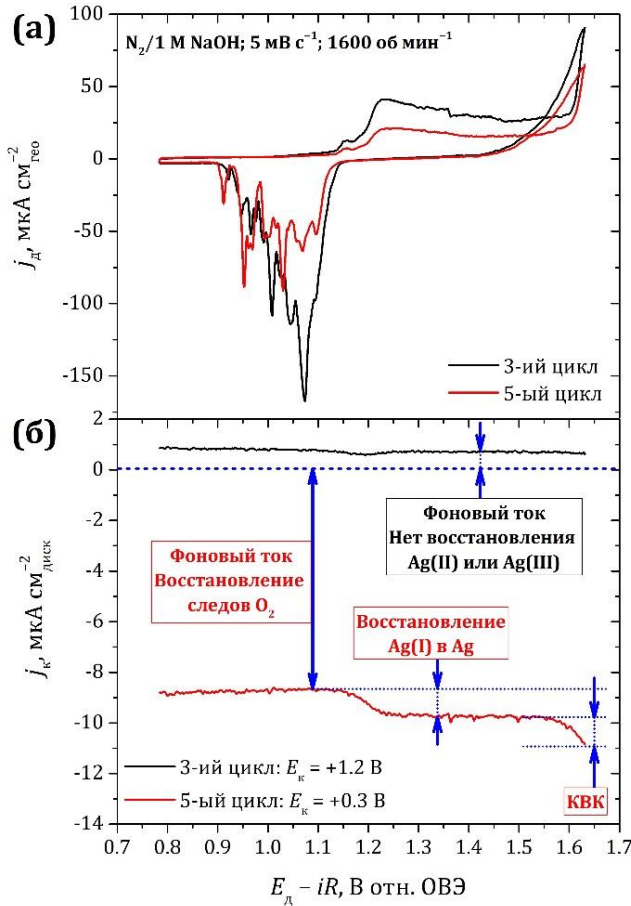 (а)
N₂/1 M NaOH; 5 мВ с⁻¹; 1600 об мин⁻¹
100
50
0
-50
-100
-150
jд, мкА см⁻²гео
3-ий цикл
5-ый цикл
(б)
2
0
-2
-4
-6
-8
-10
-12
-14
jк, мкА см⁻²диск
Фоновый ток
Нет восстановления
Ag(II) или Ag(III)
Фоновый ток
Восстановление
следов O₂
Восстановление
Ag(I) в Ag
КВК
3-ий цикл: Eк = +1.2 В
5-ый цикл: Eк = +0.3 В
0.7 0.8 0.9 1.0 1.1 1.2 1.3 1.4 1.5 1.6 1.7
Eд – iR, В отн. ОВЭ